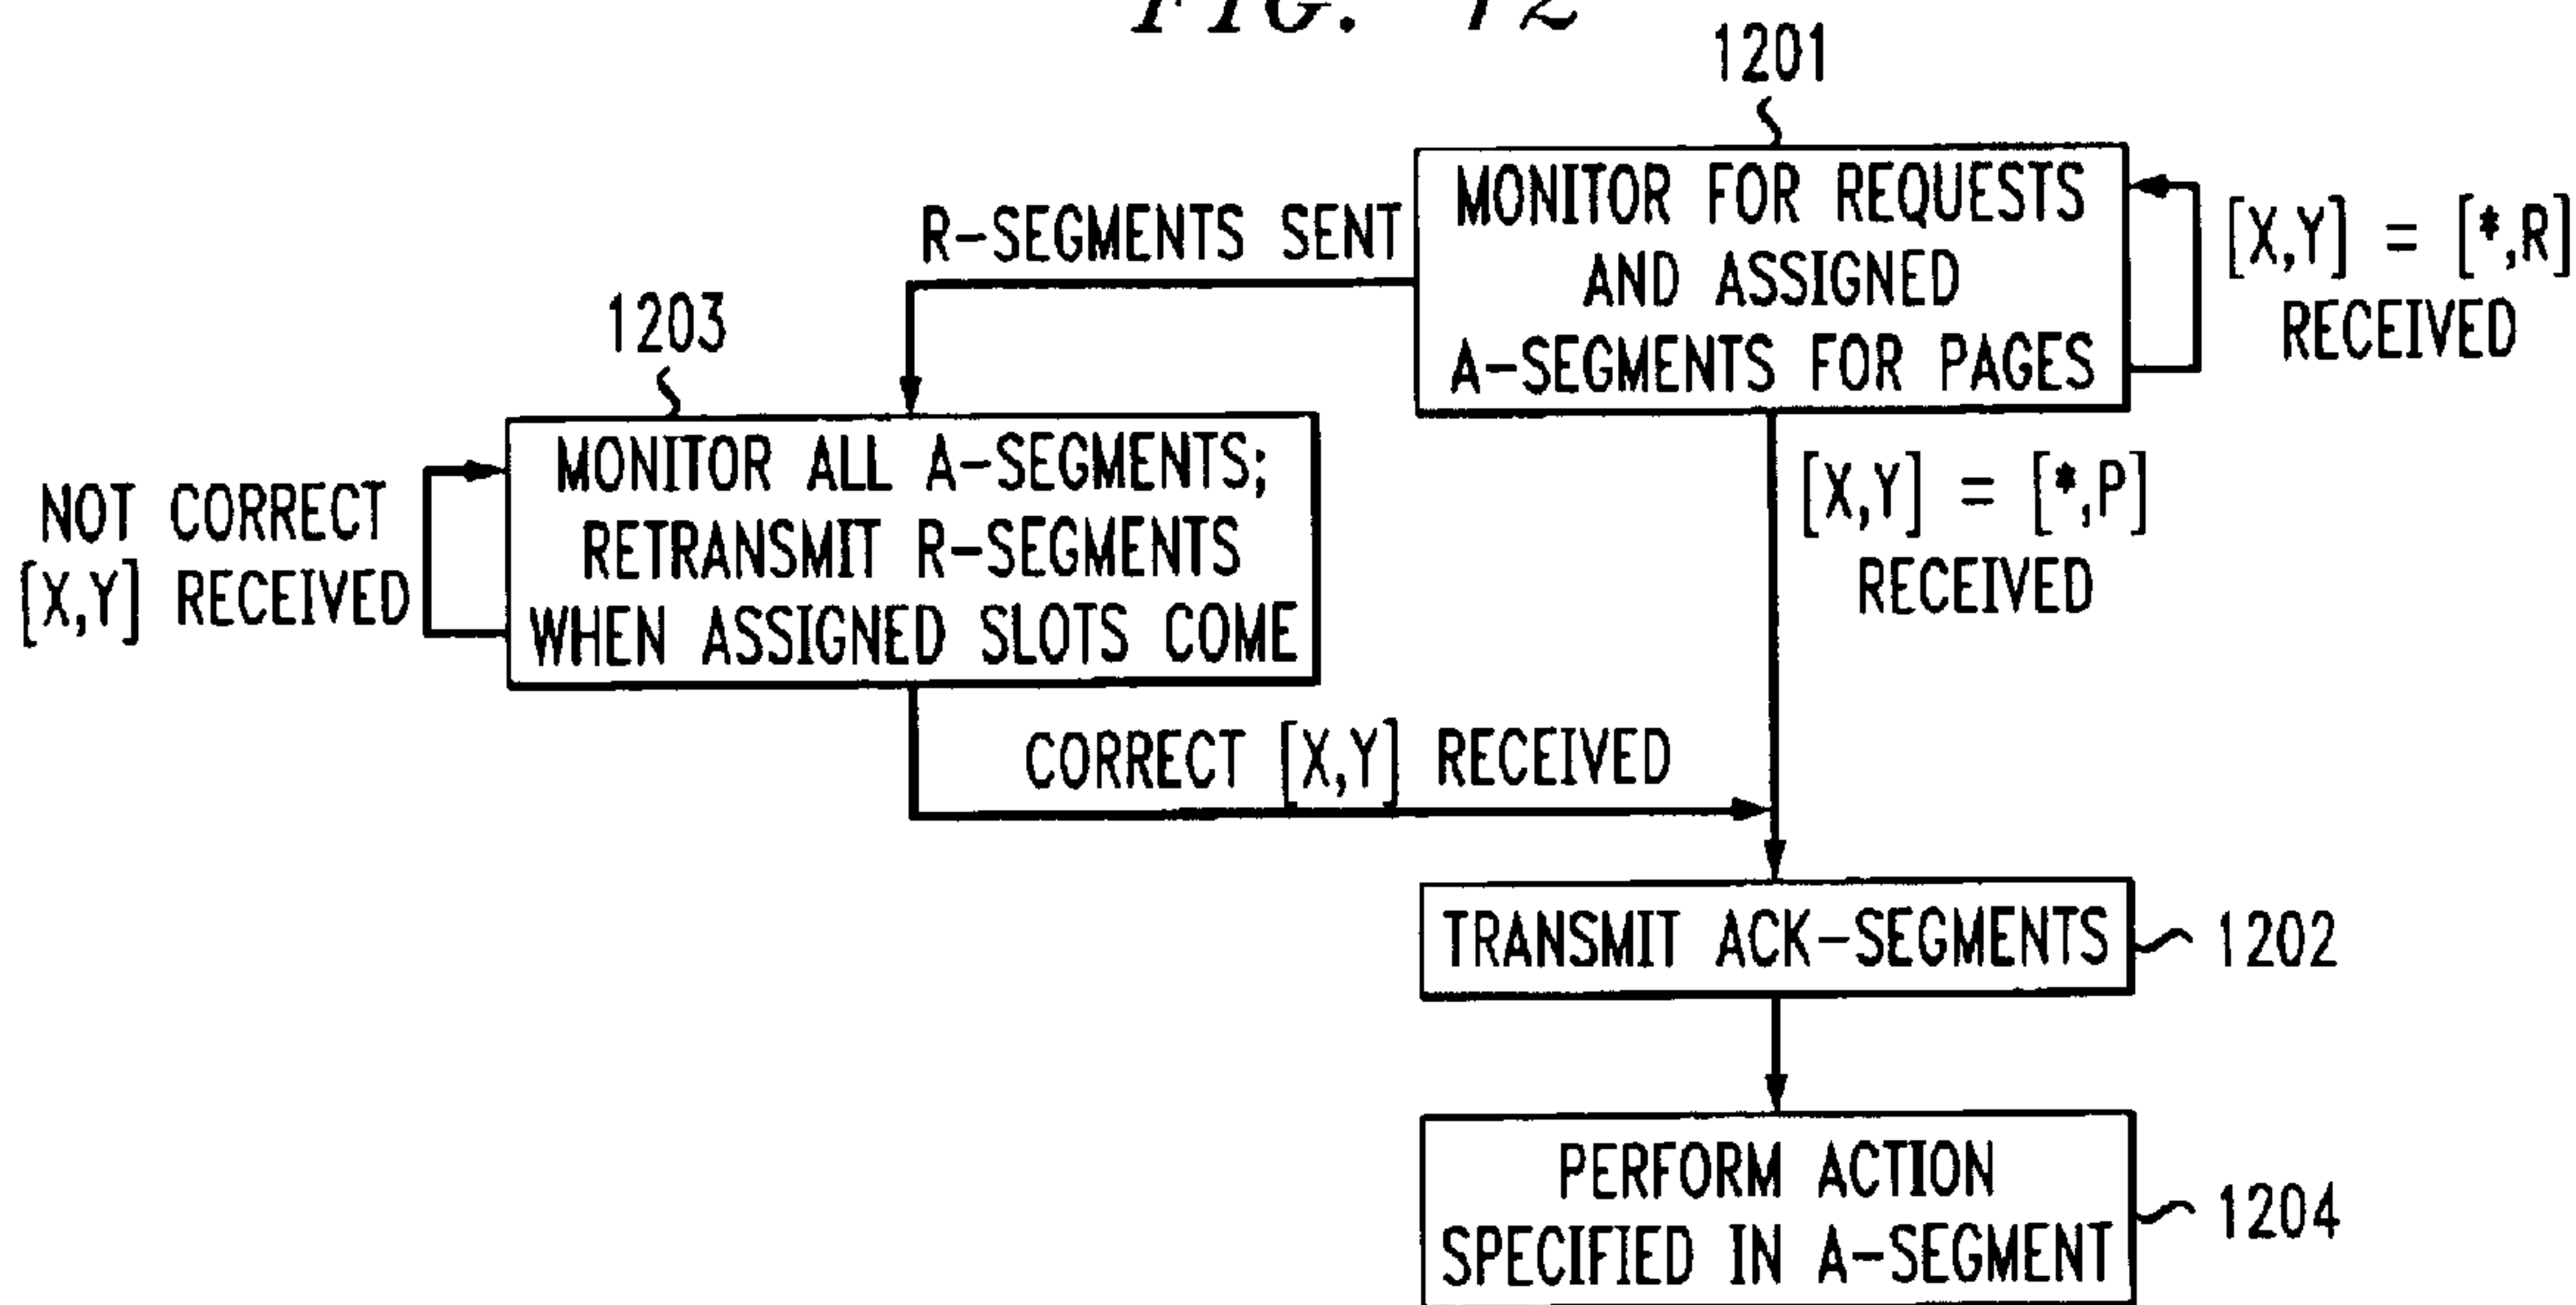 FIG. 12
1201
MONITOR FOR REQUESTS
AND ASSIGNED
A-SEGMENTS FOR PAGES
[X,Y] = [*,R]
RECEIVED
R-SEGMENTS SENT
1203
MONITOR ALL A-SEGMENTS;
RETRANSMIT R-SEGMENTS
WHEN ASSIGNED SLOTS COME
NOT CORRECT
[X,Y] RECEIVED
[X,Y] = [*,P]
RECEIVED
CORRECT [X,Y] RECEIVED
TRANSMIT ACK-SEGMENTS
1202
PERFORM ACTION
SPECIFIED IN A-SEGMENT
1204